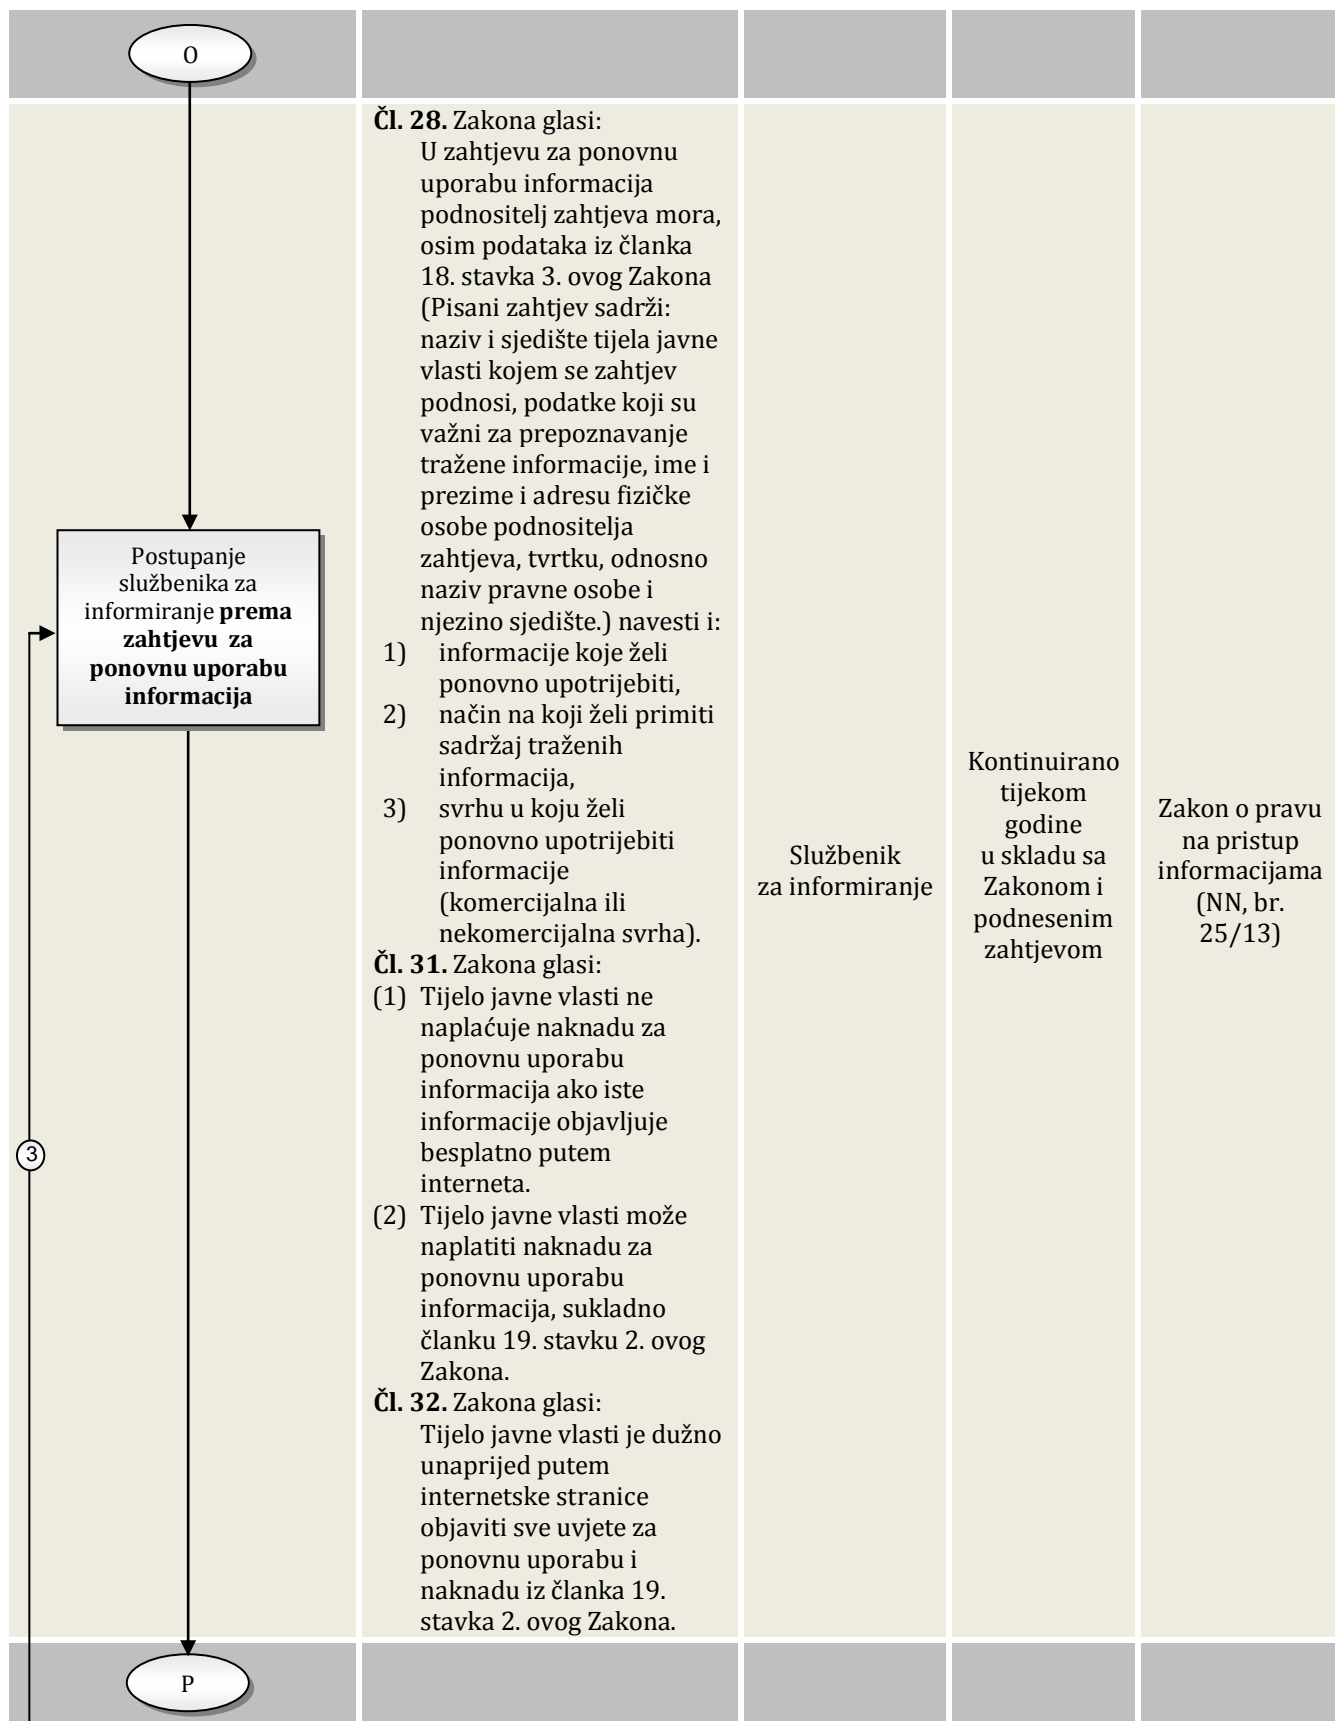 O
Čl. 28. Zakona glasi:
U zahtjevu za ponovnu
uporabu informacija
podnositelj zahtjeva mora,
osim podataka iz članka
18. stavka 3. ovog Zakona
(Pisani zahtjev sadrži:
naziv i sjedište tijela javne
vlasti kojem se zahtjev
podnosi, podatke koji su
važni za prepoznavanje
tražene informacije, ime i
prezime i adresu fizičke
osobe podnositelja
zahtjeva, tvrtku, odnosno
naziv pravne osobe i
njezino sjedište.) navesti i:
1) informacije koje želi
ponovno upotrijebiti,
2) način na koji želi primiti
sadržaj traženih
informacija,
3) svrhu u koju želi
ponovno upotrijebiti
informacije
(komercijalna ili
nekomercijalna svrha).
Čl. 31. Zakona glasi:
(1) Tijelo javne vlasti ne
naplaćuje naknadu za
ponovnu uporabu
informacija ako iste
informacije objavljuje
besplatno putem
interneta.
(2) Tijelo javne vlasti može
naplatiti naknadu za
ponovnu uporabu
informacija, sukladno
članku 19. stavku 2. ovog
Zakona.
Čl. 32. Zakona glasi:
Tijelo javne vlasti je dužno
unaprijed putem
internetske stranice
objaviti sve uvjete za
ponovnu uporabu i
naknadu iz članka 19.
stavka 2. ovog Zakona.
Postupanje
službenika za
informiranje prema
zahtjevu za
ponovnu uporabu
informacija
3
Službenik
za informiranje
Kontinuirano
tijekom
godine
u skladu sa
Zakonom i
podnesenim
zahtjevom
Zakon o pravu
na pristup
informacijama
(NN, br.
25/13)
P